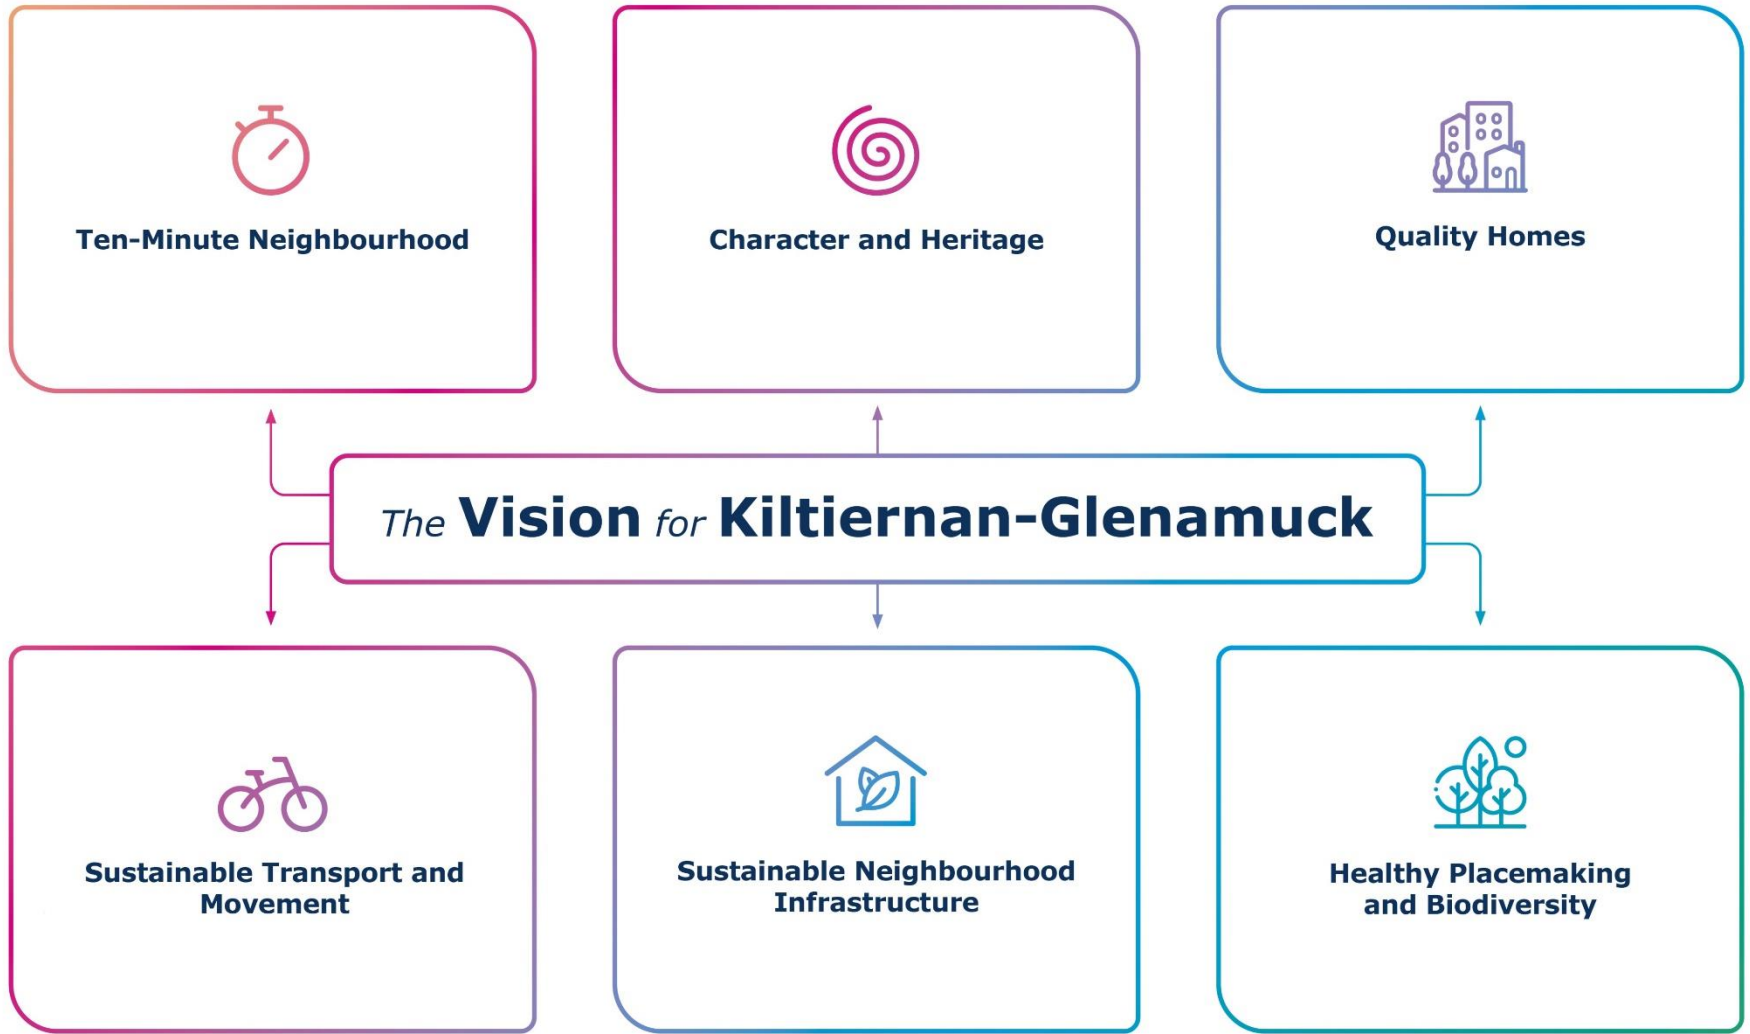 Ten-Minute Neighbourhood
Character and Heritage
Quality Homes
The Vision for Kiltiernan-Glenamuck
Sustainable Transport and
Movement
Sustainable Neighbourhood
Infrastructure
Healthy Placemaking
and Biodiversity